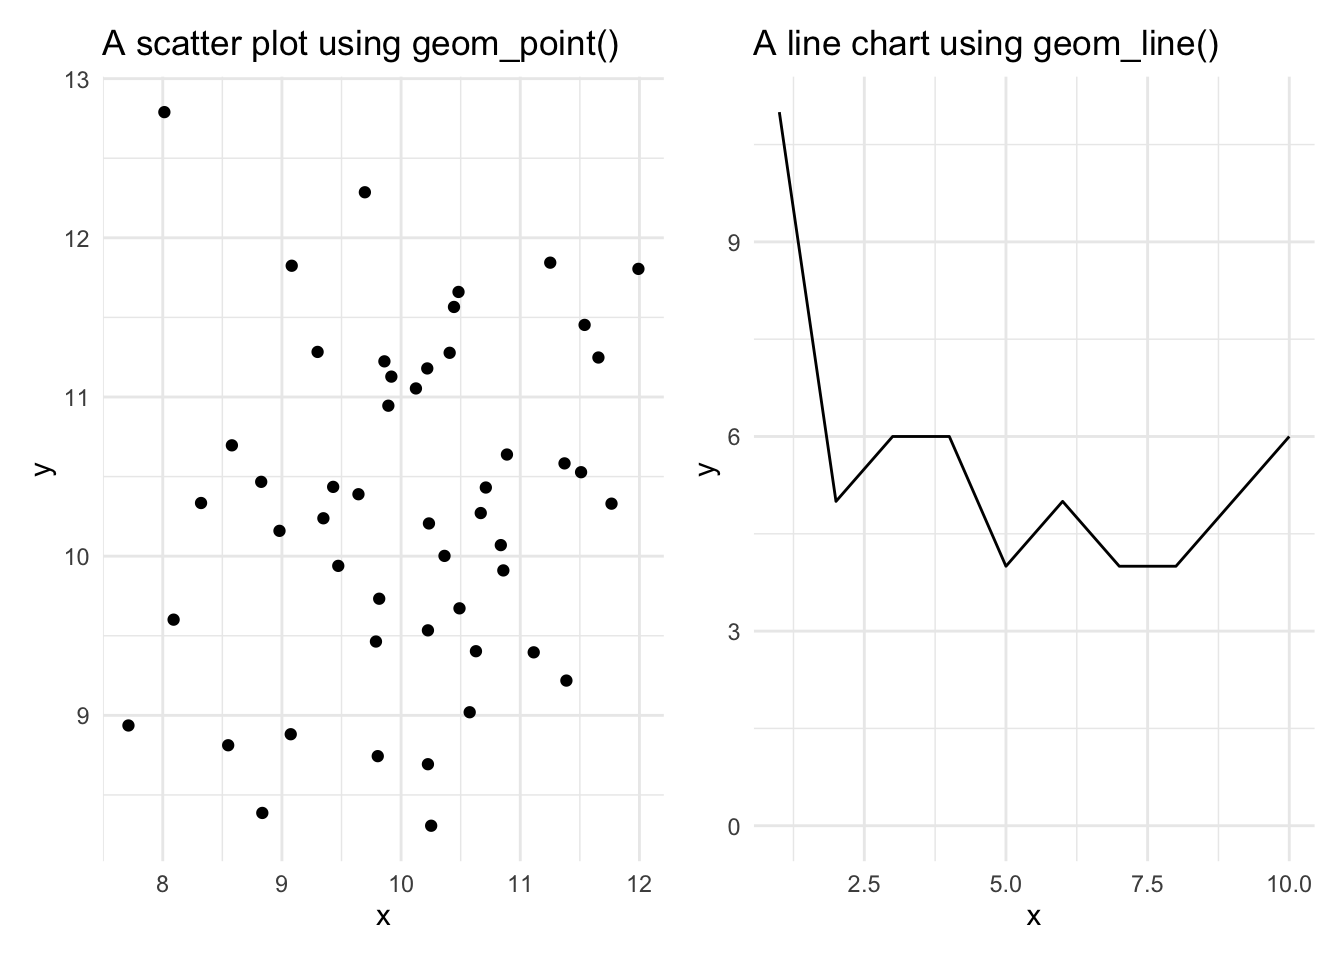 A scatter plot using geom_point()
13
12
11
10
9
y
8 9 10 11 12
x
A line chart using geom_line()
9
6
3
0
y
2.5 5.0 7.5 10.0
x